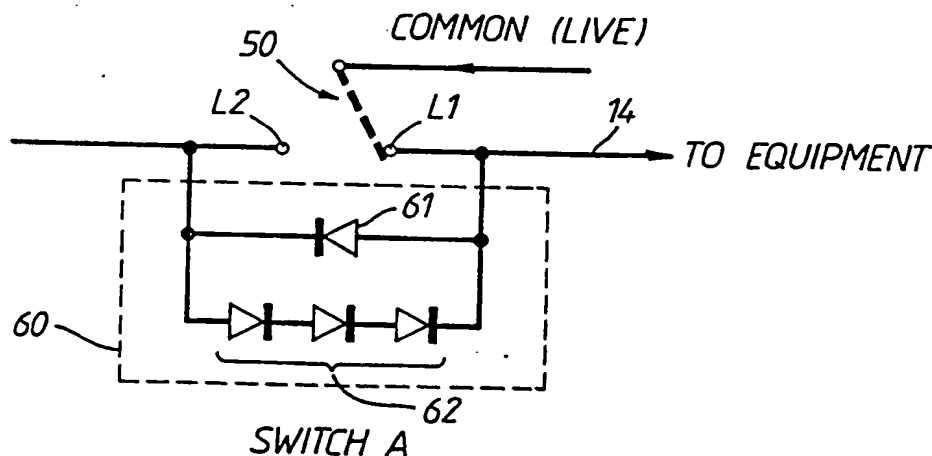 COMMON (LIVE)
50
L2
L1
14
TO EQUIPMENT
61
60
62
SWITCH A